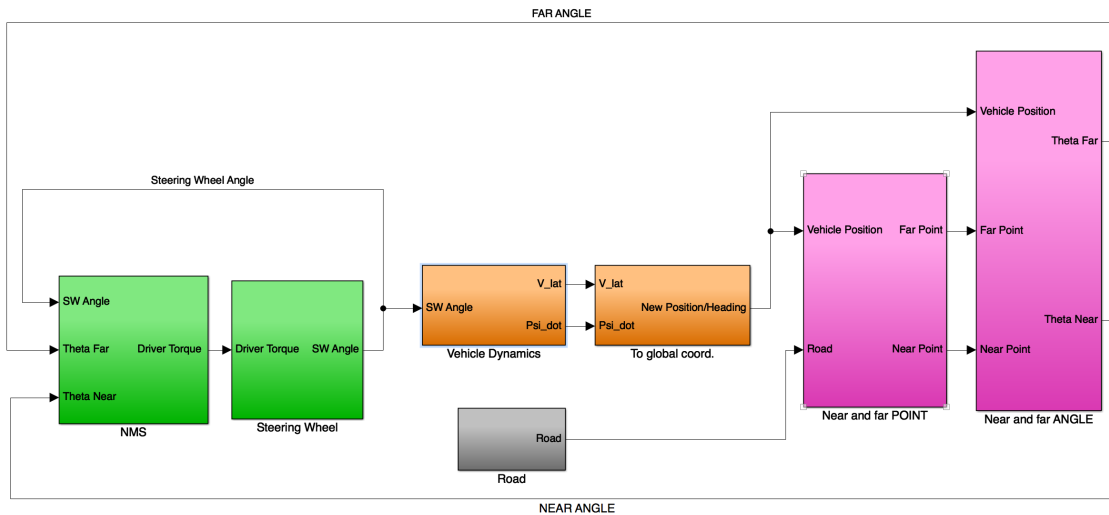 FAR ANGLE
Vehicle Position
Theta Far
Steering Wheel Angle
Vehicle Position
Far Point
Far Point
SW Angle
V_lat
V_lat
SW Angle
New Position/Heading
Psi_dot
Psi_dot
Theta Near
Theta Far
Driver Torque
Driver Torque
SW Angle
Vehicle Dynamics
To global coord.
Road
Near Point
Near Point
Theta Near
Near and far POINT
Near and far ANGLE
NMS
Steering Wheel
Road
Road
NEAR ANGLE